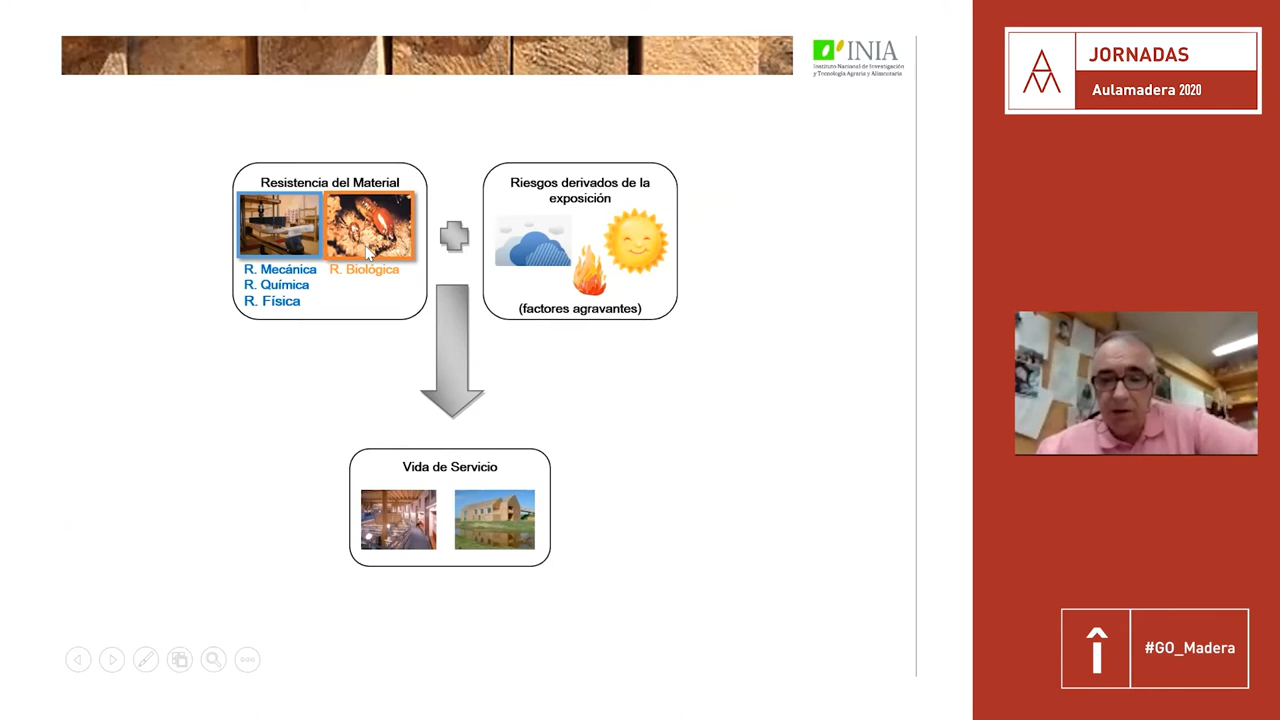 INIA
Instituto Nacional de Investigación
y Tecnología Agraria y Alimentaria
JORNADAS
Aulamadera 2020
Resistencia del Material
R. Mecánica
R. Química
R. Física
R. Biológica
Riesgos derivados de la
exposición
(factores agravantes)
Vida de Servicio
#GO_Madera